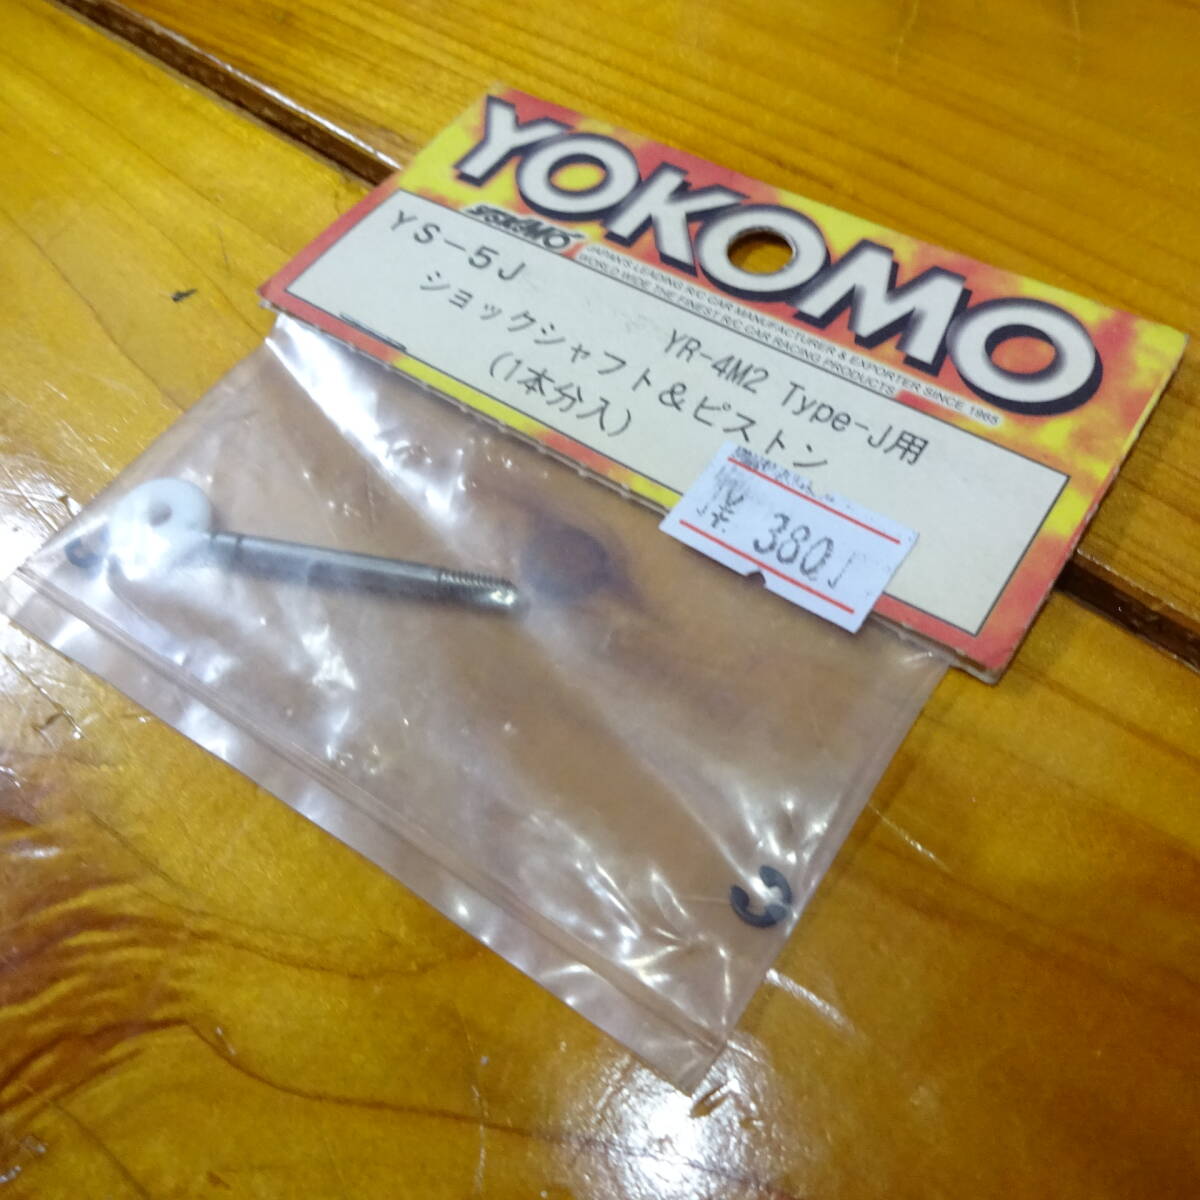 YOKOMO
YOKOMO
JAPAN'S LEADING R/C CAR MANUFACTURER & EXPORTER SINCE 1965
WORLD WIDE THE FINEST R/C CAR RACING PRODUCTS
YS-5J
YR-4M2 Type-J用
ショックシャフト&ピストン
(1本分入)
380